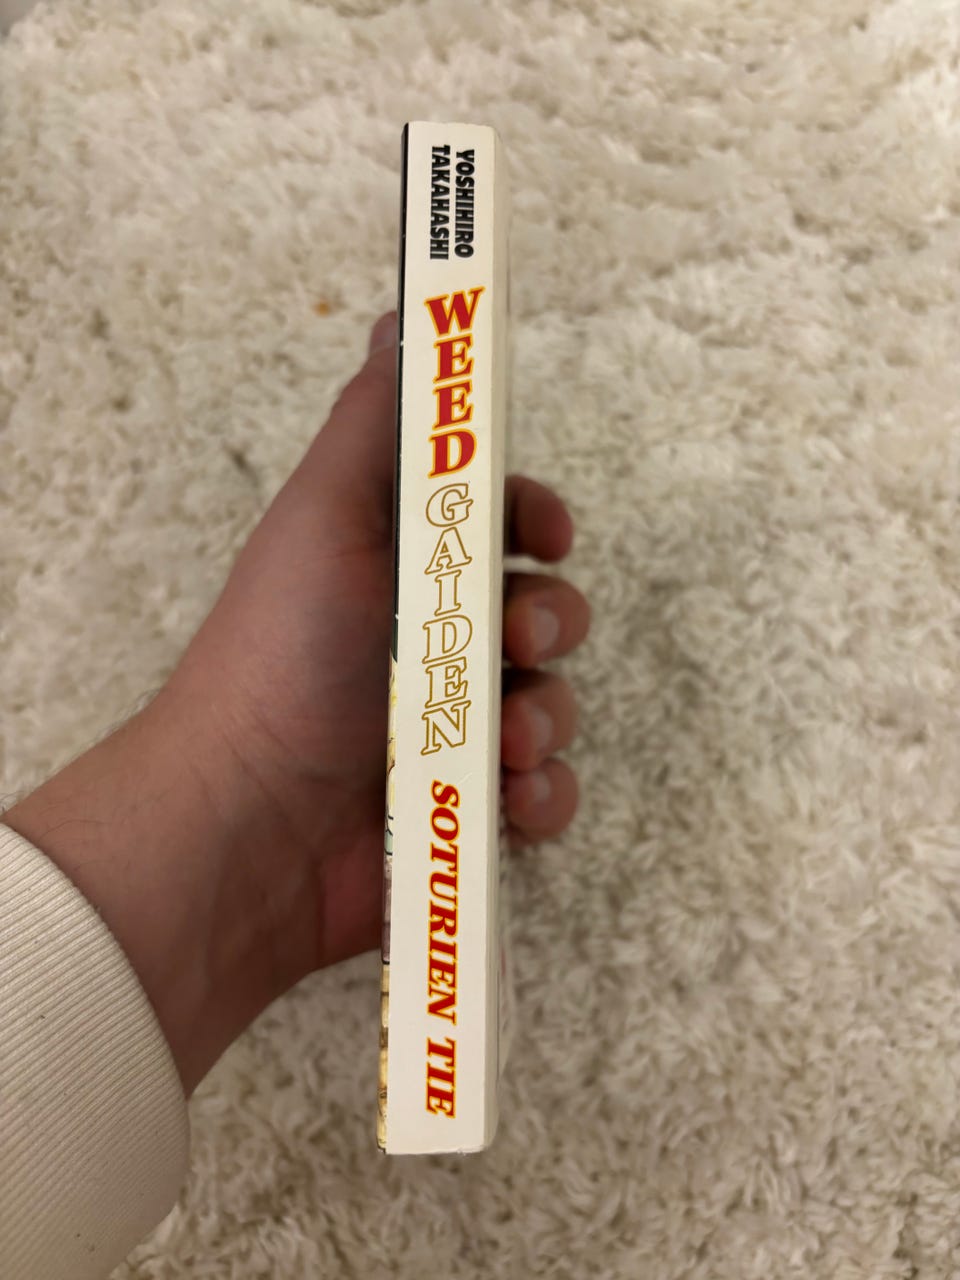 YOSHIHIRO
TAKAHASHI
WEED
GAIDEN
SOTURIEN TIE